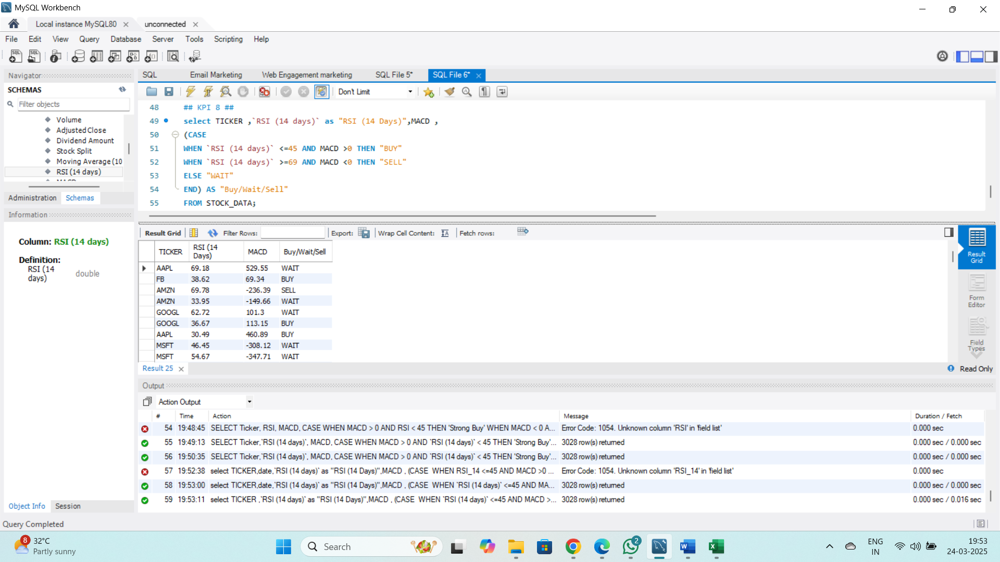 MySQL Workbench
Local instance MySQL80
unconnected
File Edit View Query Database Server Tools Scripting Help
Navigator
SCHEMAS
Filter objects
Volume
Adjusted Close
Dividend Amount
Stock Split
Moving Average (10
RSI (14 days)
Administration Schemas
Information
Column: RSI (14 days)
Definition:
RSI (14 days) double
Object Info Session
SQL Email Marketing Web Engagement marketing SQL File 5* SQL File 6*
Don't Limit
48 ## KPI 8 ##
49 select TICKER ,`RSI (14 days)` as "RSI (14 Days)",MACD ,
50 (CASE
51 WHEN `RSI (14 days)` <=45 AND MACD >0 THEN "BUY"
52 WHEN `RSI (14 days)` >=69 AND MACD <0 THEN "SELL"
53 ELSE "WAIT"
54 END) AS "Buy/Wait/Sell"
55 FROM STOCK_DATA;
Result Grid Filter Rows: Export: Wrap Cell Content: Fetch rows:
TICKER RSI (14 Days) MACD Buy/Wait/Sell
AAPL 69.18 529.55 WAIT
FB 38.62 69.34 BUY
AMZN 69.78 -236.39 SELL
AMZN 33.95 -149.66 WAIT
GOOGL 62.72 101.3 WAIT
GOOGL 36.67 113.15 BUY
AAPL 30.49 460.89 BUY
MSFT 46.45 -308.12 WAIT
MSFT 54.67 -347.71 WAIT
Result Grid
Form Editor
Field Types
Result 25
Read Only
Output
Action Output
# Time Action Message Duration / Fetch
54 19:48:45 SELECT Ticker, RSI, MACD, CASE WHEN MACD > 0 AND RSI < 45 THEN 'Strong Buy' WHEN MACD < 0 A... Error Code: 1054. Unknown column 'RSI' in 'field list' 0.000 sec
55 19:49:13 SELECT Ticker,`RSI (14 days)`, MACD, CASE WHEN MACD > 0 AND `RSI (14 days)` < 45 THEN 'Strong Buy'... 3028 row(s) returned 0.000 sec / 0.000 sec
56 19:50:35 SELECT Ticker,`RSI (14 days)`, MACD, CASE WHEN MACD > 0 AND `RSI (14 days)` < 45 THEN 'Strong Buy'... 3028 row(s) returned 0.000 sec / 0.000 sec
57 19:52:38 select TICKER,date,`RSI (14 days)` as "RSI (14 Days)",MACD , (CASE WHEN RSI_14 <=45 AND MACD >0 ... Error Code: 1054. Unknown column 'RSI_14' in 'field list' 0.000 sec
58 19:53:00 select TICKER,date,`RSI (14 days)` as "RSI (14 Days)",MACD , (CASE WHEN `RSI (14 days)` <=45 AND MA... 3028 row(s) returned 0.000 sec / 0.000 sec
59 19:53:11 select TICKER ,`RSI (14 days)` as "RSI (14 Days)",MACD , (CASE WHEN `RSI (14 days)` <=45 AND MACD >... 3028 row(s) returned 0.000 sec / 0.016 sec
Query Completed
8
32°C
Partly sunny
Search
2
ENG
IN
19:53
24-03-2025